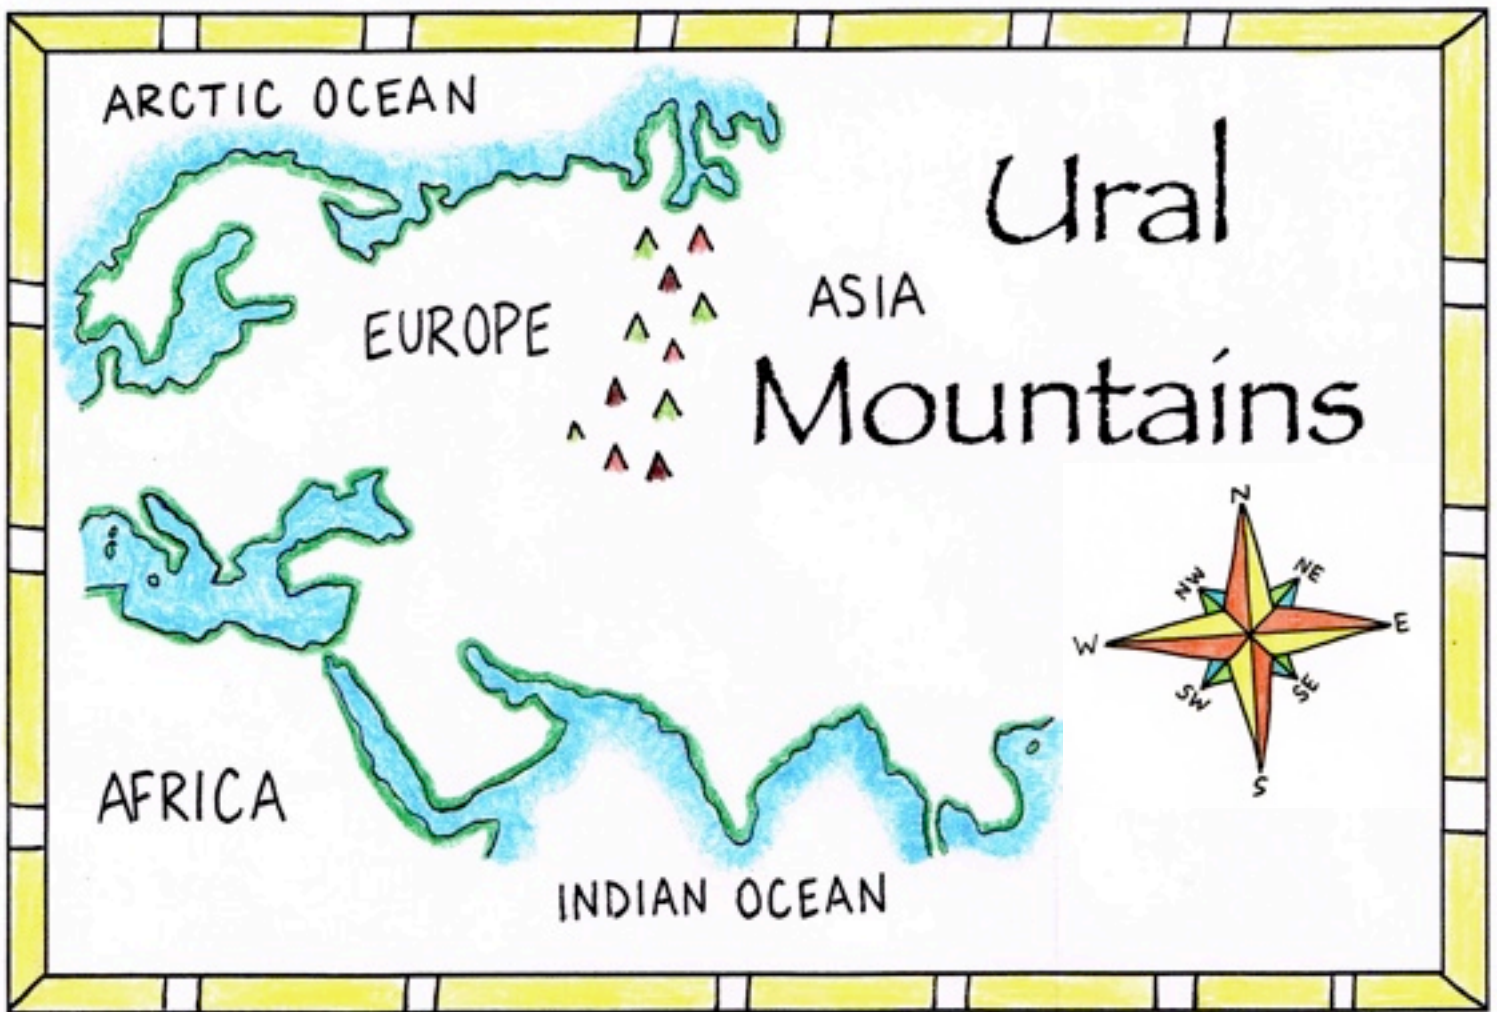 ARCTIC OCEAN
Ural
ASIA
EUROPE
Mountains
N
NW
NE
W
E
SW
SE
S
AFRICA
INDIAN OCEAN